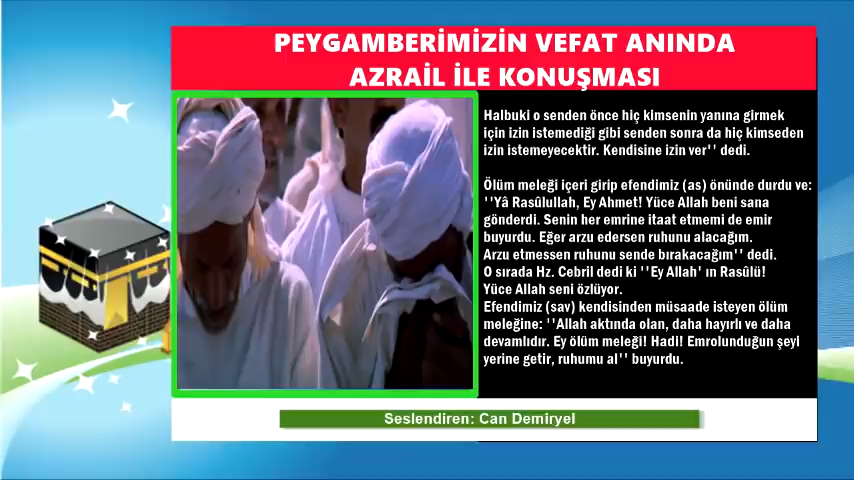 PEYGAMBERİMİZİN VEFAT ANINDA
AZRAİL İLE KONUŞMASI
Halbuki o senden önce hiç kimsenin yanına girmek
için izin istemediği gibi senden sonra da hiç kimseden
izin istemeyecektir. Kendisine izin ver'' dedi.
Ölüm meleği içeri girip efendimiz (as) önünde durdu ve:
''Yâ Rasûlullah, Ey Ahmet! Yüce Allah beni sana
gönderdi. Senin her emrine itaat etmemi de emir
buyurdu. Eğer arzu edersen ruhunu alacağım.
Arzu etmessen ruhunu sende bırakacağım'' dedi.
O sırada Hz. Cebril dedi ki ''Ey Allah' ın Rasûlü!
Yüce Allah seni özlüyor.
Efendimiz (sav) kendisinden müsaade isteyen ölüm
meleğine: ''Allah aktında olan, daha hayırlı ve daha
devamlıdır. Ey ölüm meleği! Hadi! Emrolunduğun şeyi
yerine getir, ruhumu al'' buyurdu.
Seslendiren: Can Demiryel